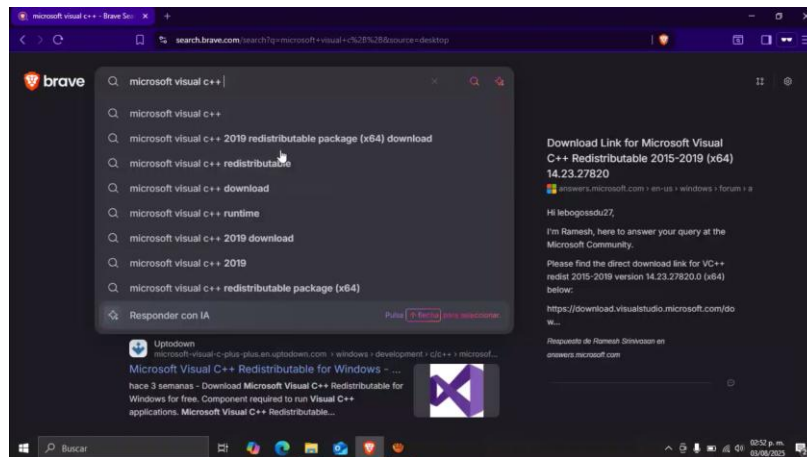 microsoft visual c++ - Brave Sea
search.brave.com/search?q=microsoft+visual+c%2B%2B&source=desktop
brave
microsoft visual c++
microsoft visual c++
microsoft visual c++ 2019 redistributable package (x64) download
microsoft visual c++ redistributable
microsoft visual c++ download
microsoft visual c++ runtime
microsoft visual c++ 2019 download
microsoft visual c++ 2019
microsoft visual c++ redistributable package (x64)
Responder con IA
Pulsa ↑ flecha para seleccionar.
Uptodown
microsoft-visual-c-plus-plus.en.uptodown.com › windows › development › c/c++ › microsof...
Microsoft Visual C++ Redistributable for Windows - ...
hace 3 semanas - Download Microsoft Visual C++ Redistributable for
Windows for free. Component required to run Visual C++
applications. Microsoft Visual C++ Redistributable...
Download Link for Microsoft Visual
C++ Redistributable 2015-2019 (x64)
14.23.27820
answers.microsoft.com › en-us › windows › forum › a
Hi lebogossdu27,
I'm Ramesh, here to answer your query at the
Microsoft Community.
Please find the direct download link for VC++
redist 2015-2019 version 14.23.27820.0 (x64)
below:
https://download.visualstudio.microsoft.com/do
w...
Respuesta de Ramesh Srinivasan en
answers.microsoft.com
Buscar
02:52 p. m.
03/08/2025